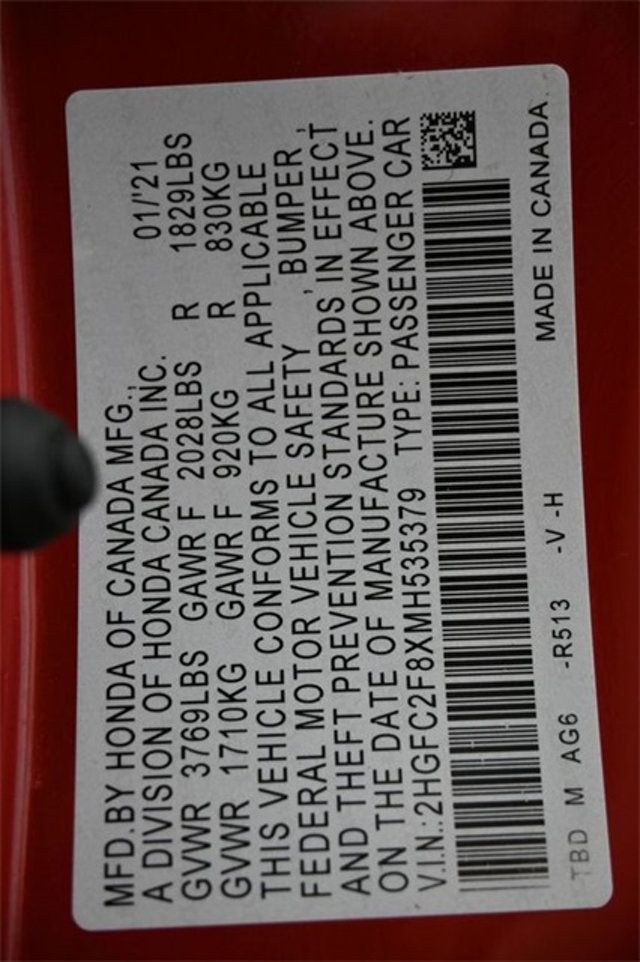 MFD.BY HONDA OF CANADA MFG.,
A DIVISION OF HONDA CANADA INC. 01/'21
GVWR 3769LBS GAWR F 2028LBS R 1829LBS
GVWR 1710KG GAWR F 920KG R 830KG
THIS VEHICLE CONFORMS TO ALL APPLICABLE
FEDERAL MOTOR VEHICLE SAFETY , BUMPER ,
AND THEFT PREVENTION STANDARDS IN EFFECT
ON THE DATE OF MANUFACTURE SHOWN ABOVE.
V.I.N.:2HGFC2F8XMH535379 TYPE: PASSENGER CAR
TBD M AG6 -R513 -V -H MADE IN CANADA